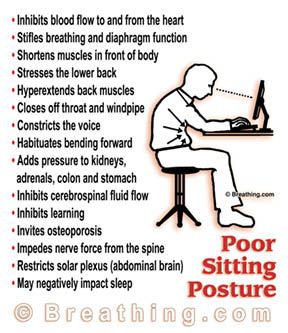 • Inhibits blood flow to and from the heart
• Stifles breathing and diaphragm function
• Shortens muscles in front of body
• Stresses the lower back
• Hyperextends back muscles
• Closes off throat and windpipe
• Constricts the voice
• Habituates bending forward
• Adds pressure to kidneys,
adrenals, colon and stomach
• Inhibits cerebrospinal fluid flow
• Inhibits learning
• Invites osteoporosis
• Impedes nerve force from the spine
• Restricts solar plexus (abdominal brain)
• May negatively impact sleep
© Breathing.com
Poor
Sitting
Posture
© Breathing.com